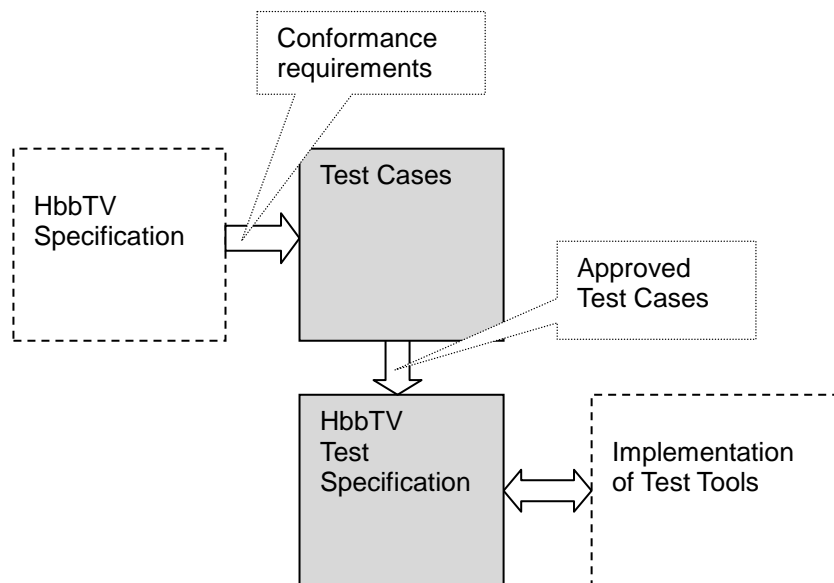 Conformance
requirements
Test Cases
HbbTV
Specification
Approved
Test Cases
HbbTV
Test
Specification
Implementation
of Test Tools